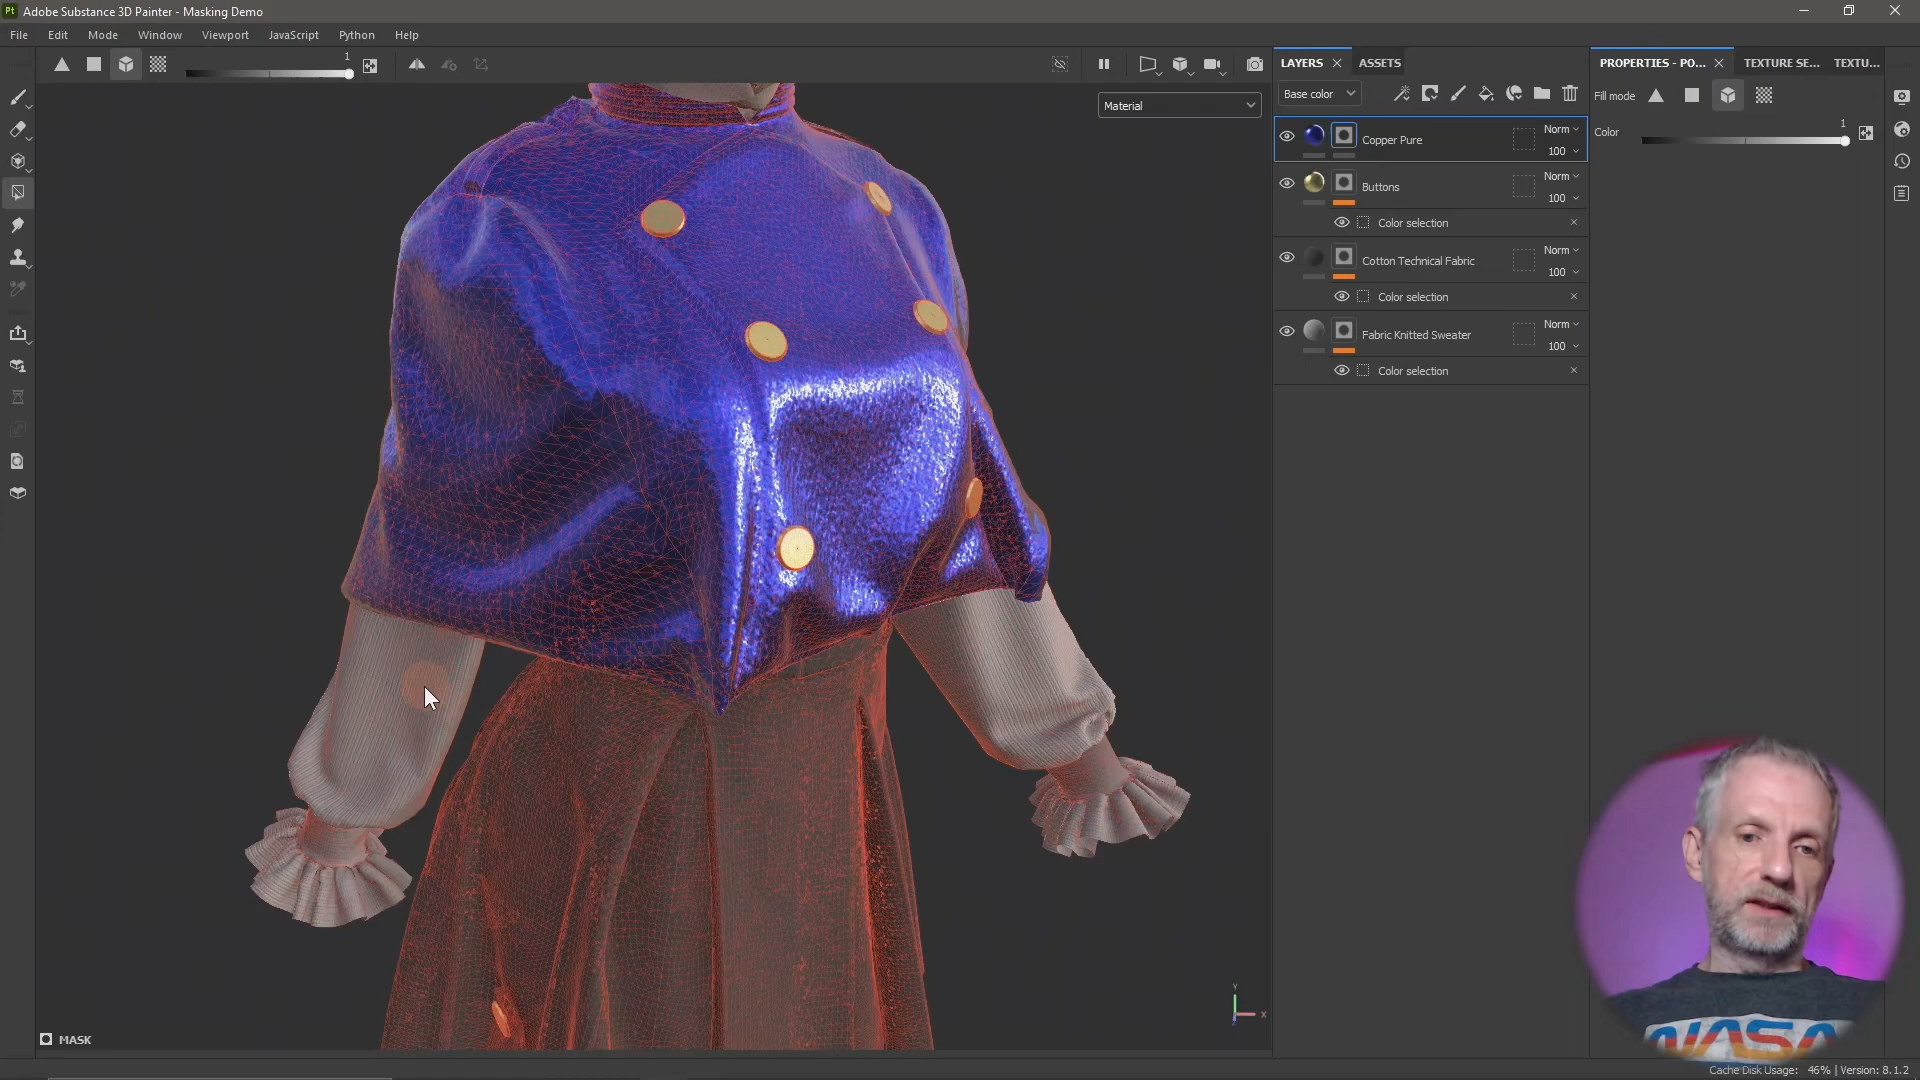 Pt Adobe Substance 3D Painter - Masking Demo
File Edit Mode Window Viewport JavaScript Python Help
1
LAYERS ASSETS
PROPERTIES - PO... TEXTURE SE... TEXTU...
Base color
Fill mode
Material
1
Color
Copper Pure Norm
100
Buttons Norm
100
Color selection
Cotton Technical Fabric Norm
100
Color selection
Fabric Knitted Sweater Norm
100
Color selection
Y
X
MASK
NASA
Cache Disk Usage: 46% | Version: 8.1.2